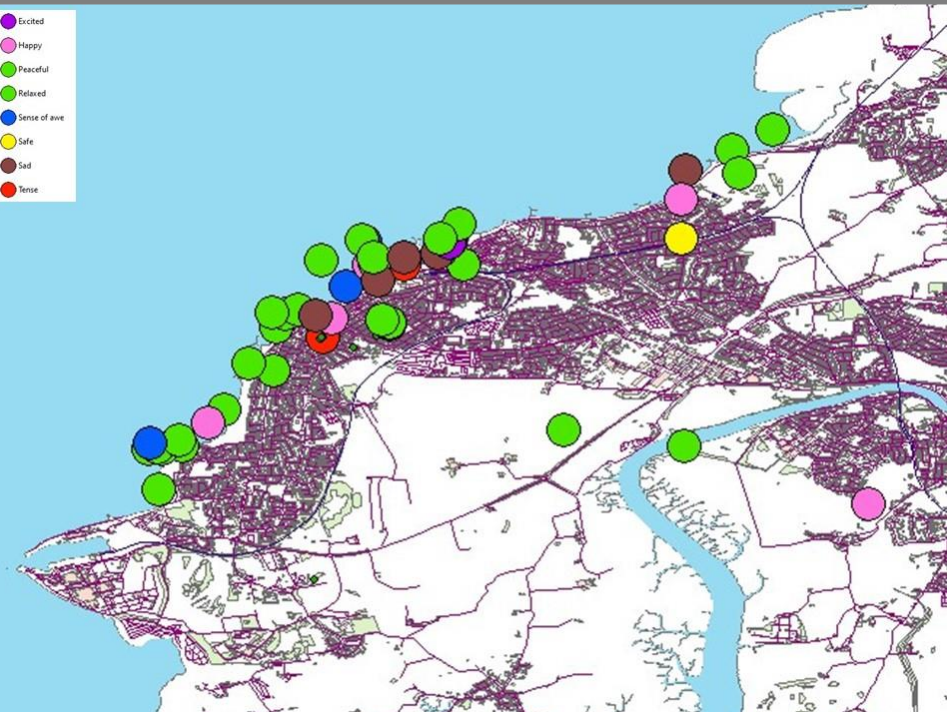 Excited
Happy
Peaceful
Relaxed
Sense of awe
Safe
Sad
Tense